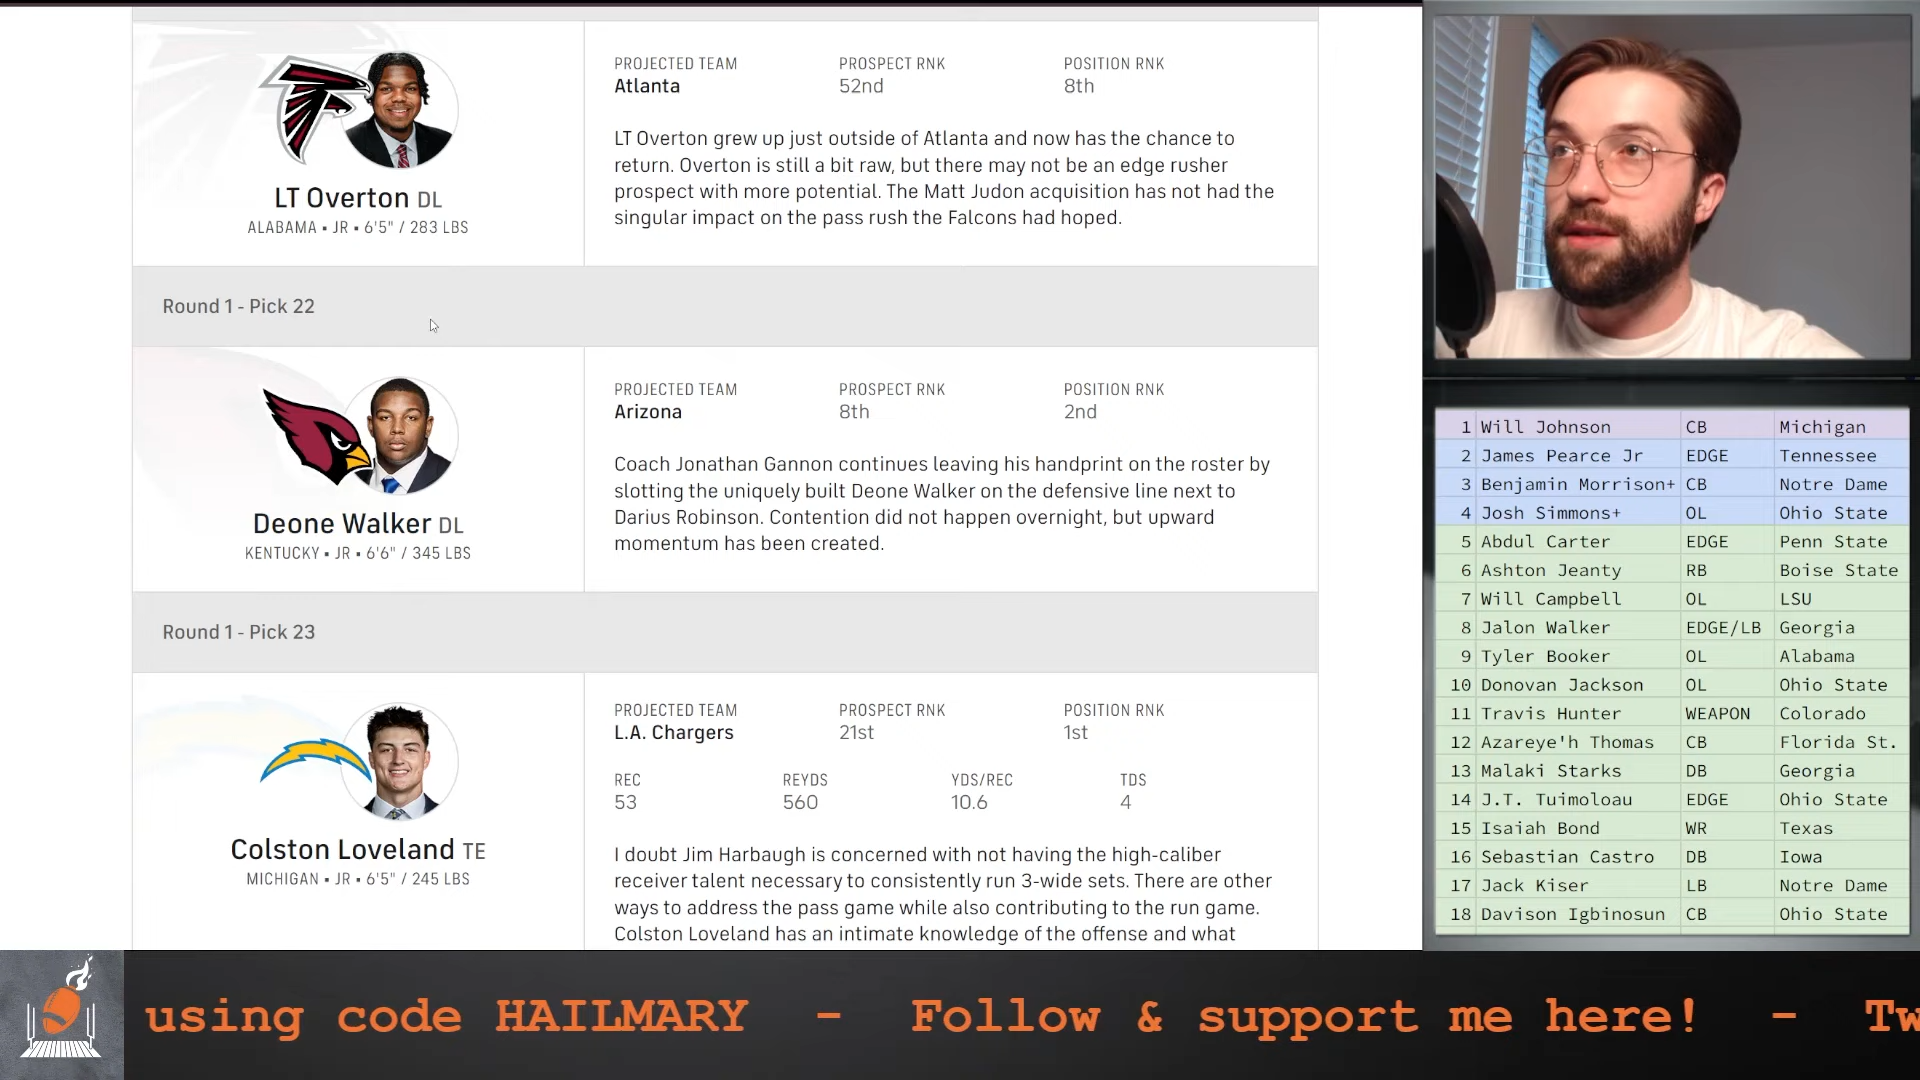 PROJECTED TEAM PROSPECT RNK POSITION RNK
Atlanta 52nd 8th
LT Overton grew up just outside of Atlanta and now has the chance to
return. Overton is still a bit raw, but there may not be an edge rusher
prospect with more potential. The Matt Judon acquisition has not had the
singular impact on the pass rush the Falcons had hoped.
LT Overton DL
ALABAMA • JR • 6'5" / 283 LBS
Round 1 - Pick 22
PROJECTED TEAM PROSPECT RNK POSITION RNK
Arizona 8th 2nd
Coach Jonathan Gannon continues leaving his handprint on the roster by
slotting the uniquely built Deone Walker on the defensive line next to
Darius Robinson. Contention did not happen overnight, but upward
momentum has been created.
Deone Walker DL
KENTUCKY • JR • 6'6" / 345 LBS
Round 1 - Pick 23
PROJECTED TEAM PROSPECT RNK POSITION RNK
L.A. Chargers 21st 1st
REC REYDS YDS/REC TDS
53 560 10.6 4
I doubt Jim Harbaugh is concerned with not having the high-caliber
receiver talent necessary to consistently run 3-wide sets. There are other
ways to address the pass game while also contributing to the run game.
Colston Loveland has an intimate knowledge of the offense and what
Colston Loveland TE
MICHIGAN • JR • 6'5" / 245 LBS
1 Will Johnson CB Michigan
2 James Pearce Jr EDGE Tennessee
3 Benjamin Morrison+ CB Notre Dame
4 Josh Simmons+ OL Ohio State
5 Abdul Carter EDGE Penn State
6 Ashton Jeanty RB Boise State
7 Will Campbell OL LSU
8 Jalon Walker EDGE/LB Georgia
9 Tyler Booker OL Alabama
10 Donovan Jackson OL Ohio State
11 Travis Hunter WEAPON Colorado
12 Azareye'h Thomas CB Florida St.
13 Malaki Starks DB Georgia
14 J.T. Tuimoloau EDGE Ohio State
15 Isaiah Bond WR Texas
16 Sebastian Castro DB Iowa
17 Jack Kiser LB Notre Dame
18 Davison Igbinosun CB Ohio State
using code HAILMARY - Follow & support me here! - Tw